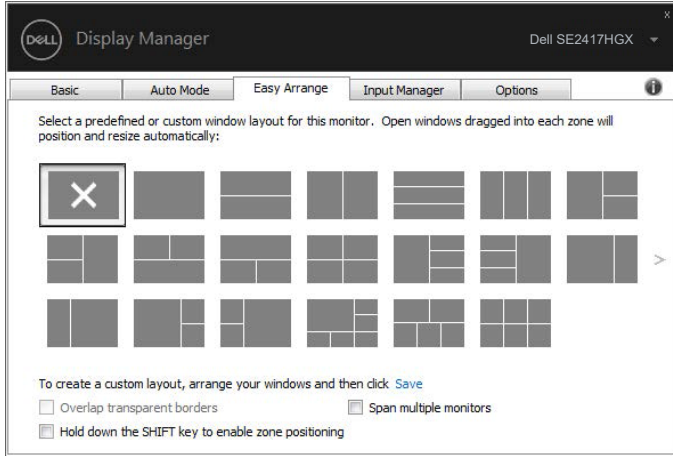 x
DELL Display Manager Dell SE2417HGX
Basic Auto Mode Easy Arrange Input Manager Options i
Select a predefined or custom window layout for this monitor. Open windows dragged into each zone will
position and resize automatically:
>
To create a custom layout, arrange your windows and then click Save
Overlap transparent borders Span multiple monitors
Hold down the SHIFT key to enable zone positioning